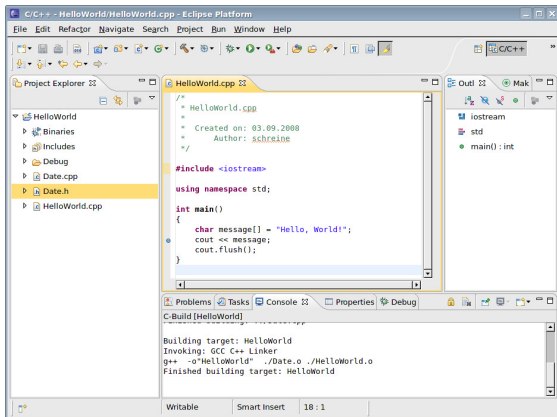 C/C++ - HelloWorld/HelloWorld.cpp - Eclipse Platform
File Edit Refactor Navigate Search Project Run Window Help
C/C++
Project Explorer
HelloWorld
Binaries
Includes
Debug
Date.cpp
Date.h
HelloWorld.cpp
HelloWorld.cpp
/*
* HelloWorld.cpp
*
* Created on: 03.09.2008
* Author: schreine
*/
#include <iostream>
using namespace std;
int main()
{
char message[] = "Hello, World!";
cout << message;
cout.flush();
}
Outl Mak
iostream
std
main() : int
Problems Tasks Console Properties Debug
C-Build [HelloWorld]
Building target: HelloWorld
Invoking: GCC C++ Linker
g++ -o"HelloWorld" ./Date.o ./HelloWorld.o
Finished building target: HelloWorld
Writable Smart Insert 18 : 1